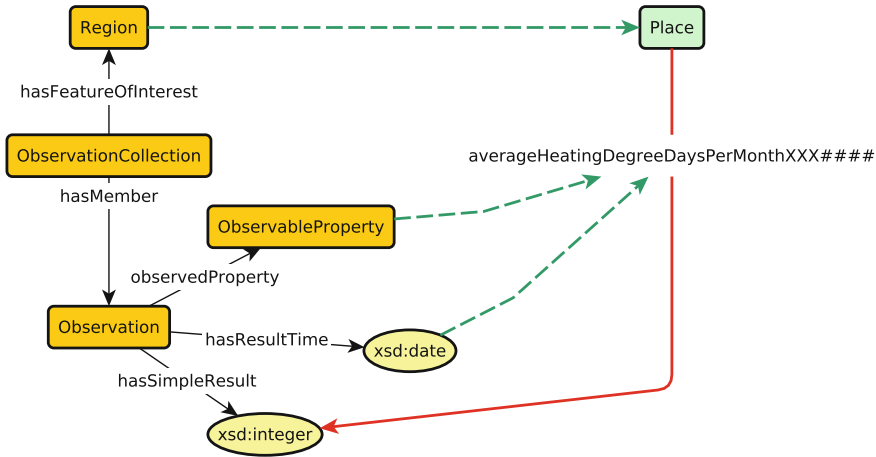 Region
Place
hasFeatureOfInterest
ObservationCollection
averageHeatingDegreeDaysPerMonthXXX####
hasMember
ObservableProperty
observedProperty
Observation
hasResultTime
xsd:date
hasSimpleResult
xsd:integer